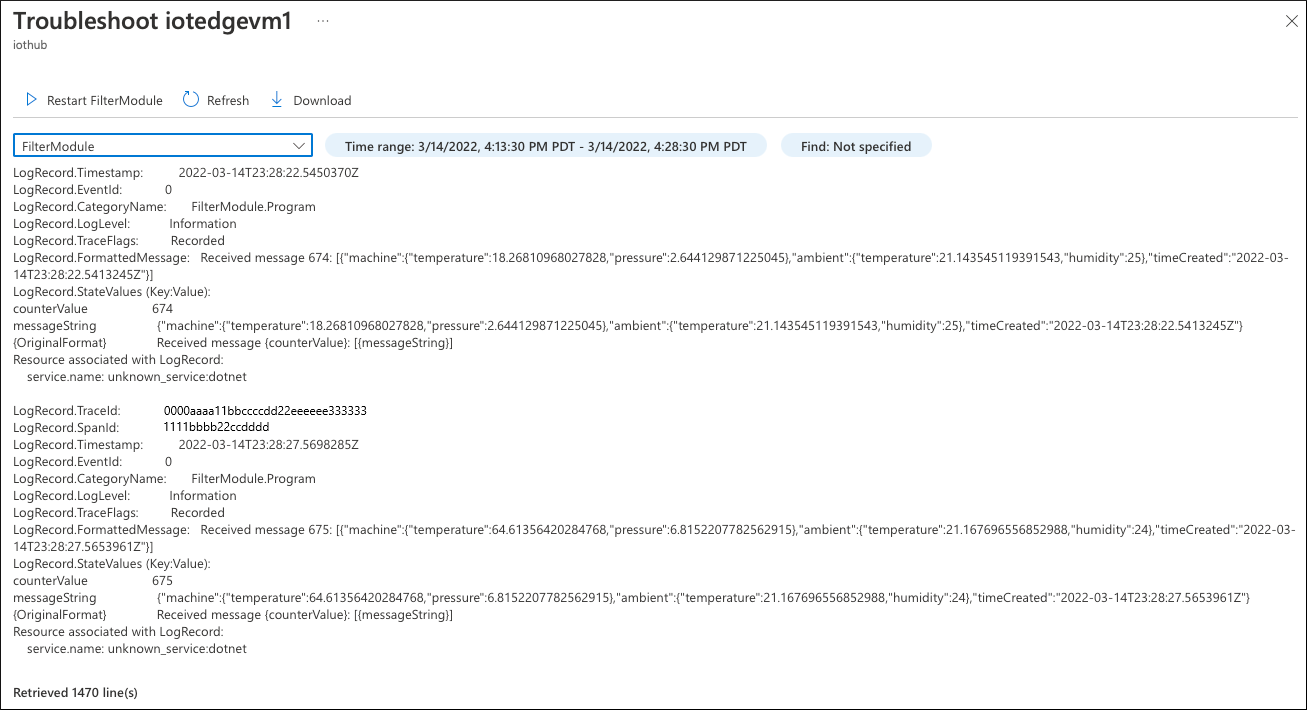 Troubleshoot iotedgevm1 ...
iothub
Restart FilterModule Refresh Download
FilterModule Time range: 3/14/2022, 4:13:30 PM PDT - 3/14/2022, 4:28:30 PM PDT Find: Not specified
LogRecord.Timestamp: 2022-03-14T23:28:22.5450370Z
LogRecord.EventId: 0
LogRecord.CategoryName: FilterModule.Program
LogRecord.LogLevel: Information
LogRecord.TraceFlags: Recorded
LogRecord.FormattedMessage: Received message 674: [{"machine":{"temperature":18.26810968027828,"pressure":2.644129871225045},"ambient":{"temperature":21.143545119391543,"humidity":25},"timeCreated":"2022-03-
14T23:28:22.5413245Z"}]
LogRecord.StateValues (Key:Value):
counterValue 674
messageString {"machine":{"temperature":18.26810968027828,"pressure":2.644129871225045},"ambient":{"temperature":21.143545119391543,"humidity":25},"timeCreated":"2022-03-14T23:28:22.5413245Z"}
{OriginalFormat} Received message {counterValue}: [{messageString}]
Resource associated with LogRecord:
service.name: unknown_service:dotnet
LogRecord.TraceId: 0000aaaa11bbccccdd22eeeeee333333
LogRecord.SpanId: 1111bbbb22ccdddd
LogRecord.Timestamp: 2022-03-14T23:28:27.5698285Z
LogRecord.EventId: 0
LogRecord.CategoryName: FilterModule.Program
LogRecord.LogLevel: Information
LogRecord.TraceFlags: Recorded
LogRecord.FormattedMessage: Received message 675: [{"machine":{"temperature":64.61356420284768,"pressure":6.8152207782562915},"ambient":{"temperature":21.167696556852988,"humidity":24},"timeCreated":"2022-03-
14T23:28:27.5653961Z"}]
LogRecord.StateValues (Key:Value):
counterValue 675
messageString {"machine":{"temperature":64.61356420284768,"pressure":6.8152207782562915},"ambient":{"temperature":21.167696556852988,"humidity":24},"timeCreated":"2022-03-14T23:28:27.5653961Z"}
{OriginalFormat} Received message {counterValue}: [{messageString}]
Resource associated with LogRecord:
service.name: unknown_service:dotnet
Retrieved 1470 line(s)